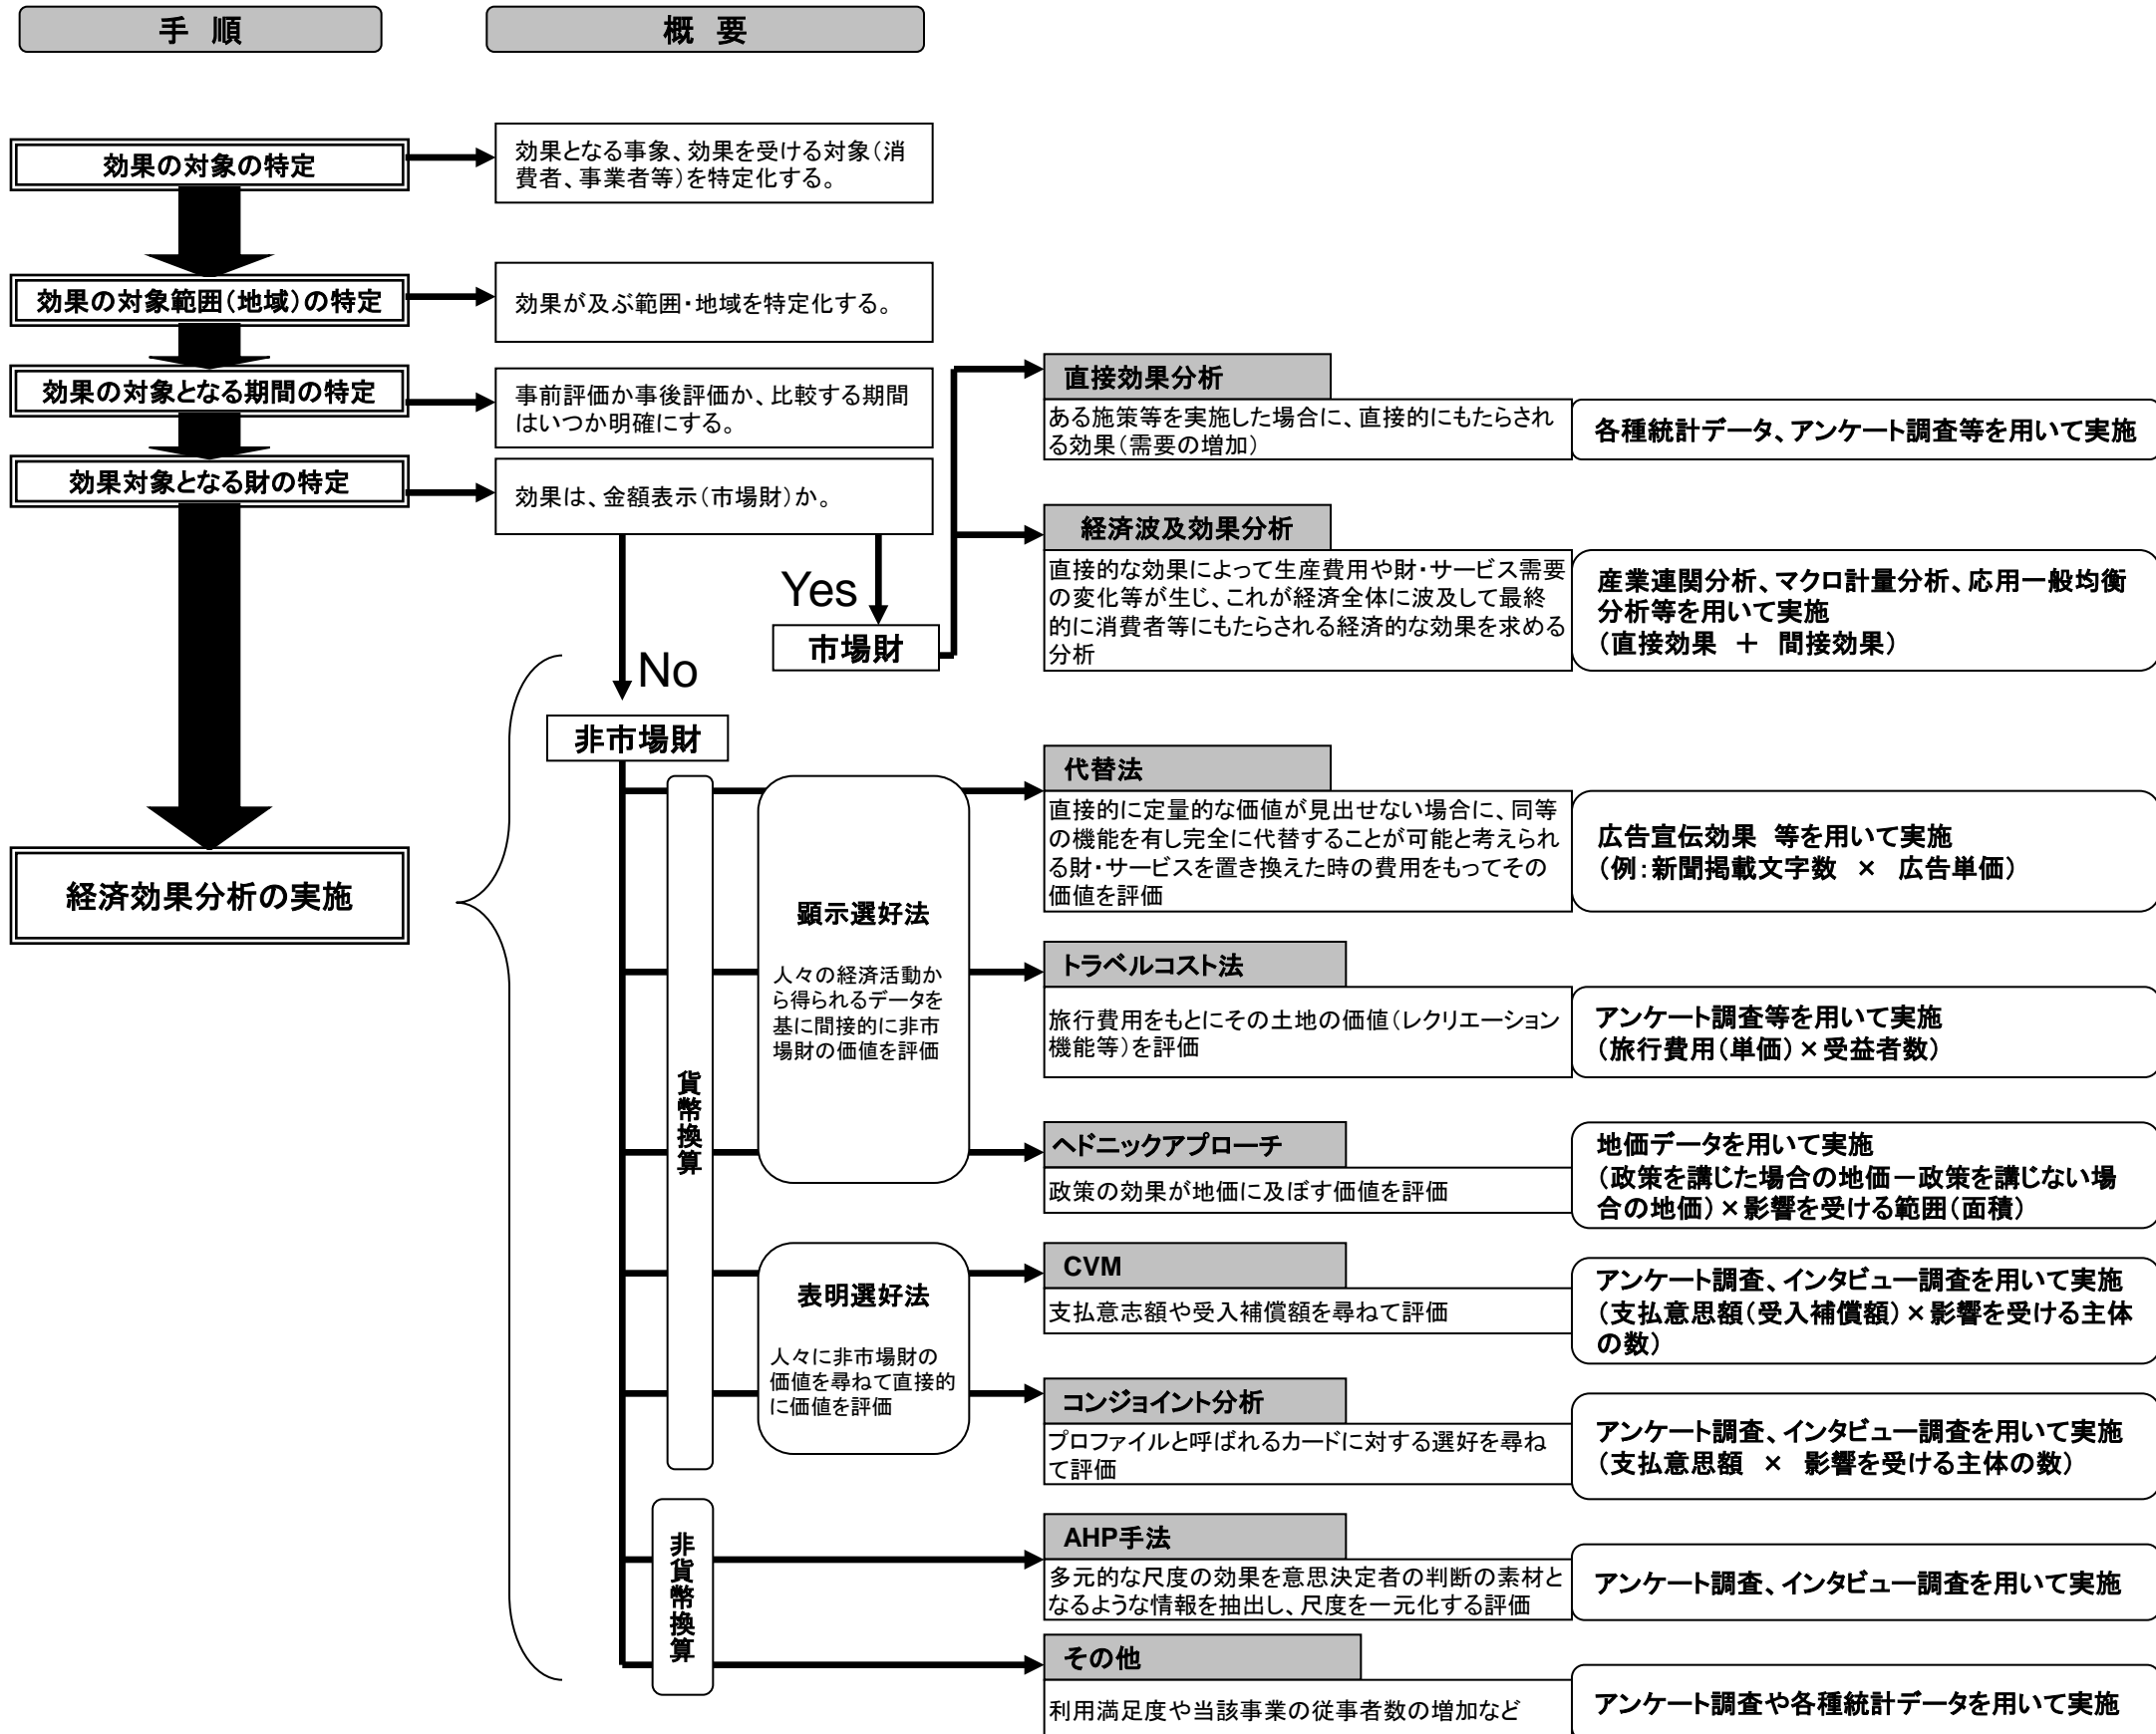 手 順
概 要
効果の対象の特定
効果となる事象、効果を受ける対象（消
費者、事業者等）を特定化する。
効果の対象範囲（地域）の特定
効果が及ぶ範囲・地域を特定化する。
効果の対象となる期間の特定
事前評価か事後評価か、比較する期間
はいつか明確にする。
効果対象となる財の特定
効果は、金額表示（市場財）か。
Yes
市場財
No
非市場財
経済効果分析の実施
直接効果分析
ある施策等を実施した場合に、直接的にもたらされ
る効果（需要の増加）
各種統計データ、アンケート調査等を用いて実施
経済波及効果分析
直接的な効果によって生産費用や財・サービス需要
の変化等が生じ、これが経済全体に波及して最終
的に消費者等にもたらされる経済的な効果を求める
分析
産業連関分析、マクロ計量分析、応用一般均衡
分析等を用いて実施
（直接効果 ＋ 間接効果）
貨幣換算
顕示選好法
人々の経済活動か
ら得られるデータを
基に間接的に非市
場財の価値を評価
代替法
直接的に定量的な価値が見出せない場合に、同等
の機能を有し完全に代替することが可能と考えられ
る財・サービスを置き換えた時の費用をもってその
価値を評価
広告宣伝効果 等を用いて実施
（例：新聞掲載文字数 × 広告単価）
トラベルコスト法
旅行費用をもとにその土地の価値（レクリエーション
機能等）を評価
アンケート調査等を用いて実施
（旅行費用（単価）×受益者数）
ヘドニックアプローチ
政策の効果が地価に及ぼす価値を評価
地価データを用いて実施
（政策を講じた場合の地価－政策を講じない場
合の地価）×影響を受ける範囲（面積）
表明選好法
人々に非市場財の
価値を尋ねて直接的
に価値を評価
CVM
支払意志額や受入補償額を尋ねて評価
アンケート調査、インタビュー調査を用いて実施
（支払意思額（受入補償額）×影響を受ける主体
の数）
コンジョイント分析
プロファイルと呼ばれるカードに対する選好を尋ね
て評価
アンケート調査、インタビュー調査を用いて実施
（支払意思額 × 影響を受ける主体の数）
非貨幣換算
AHP手法
多元的な尺度の効果を意思決定者の判断の素材と
なるような情報を抽出し、尺度を一元化する評価
アンケート調査、インタビュー調査を用いて実施
その他
利用満足度や当該事業の従事者数の増加など
アンケート調査や各種統計データを用いて実施